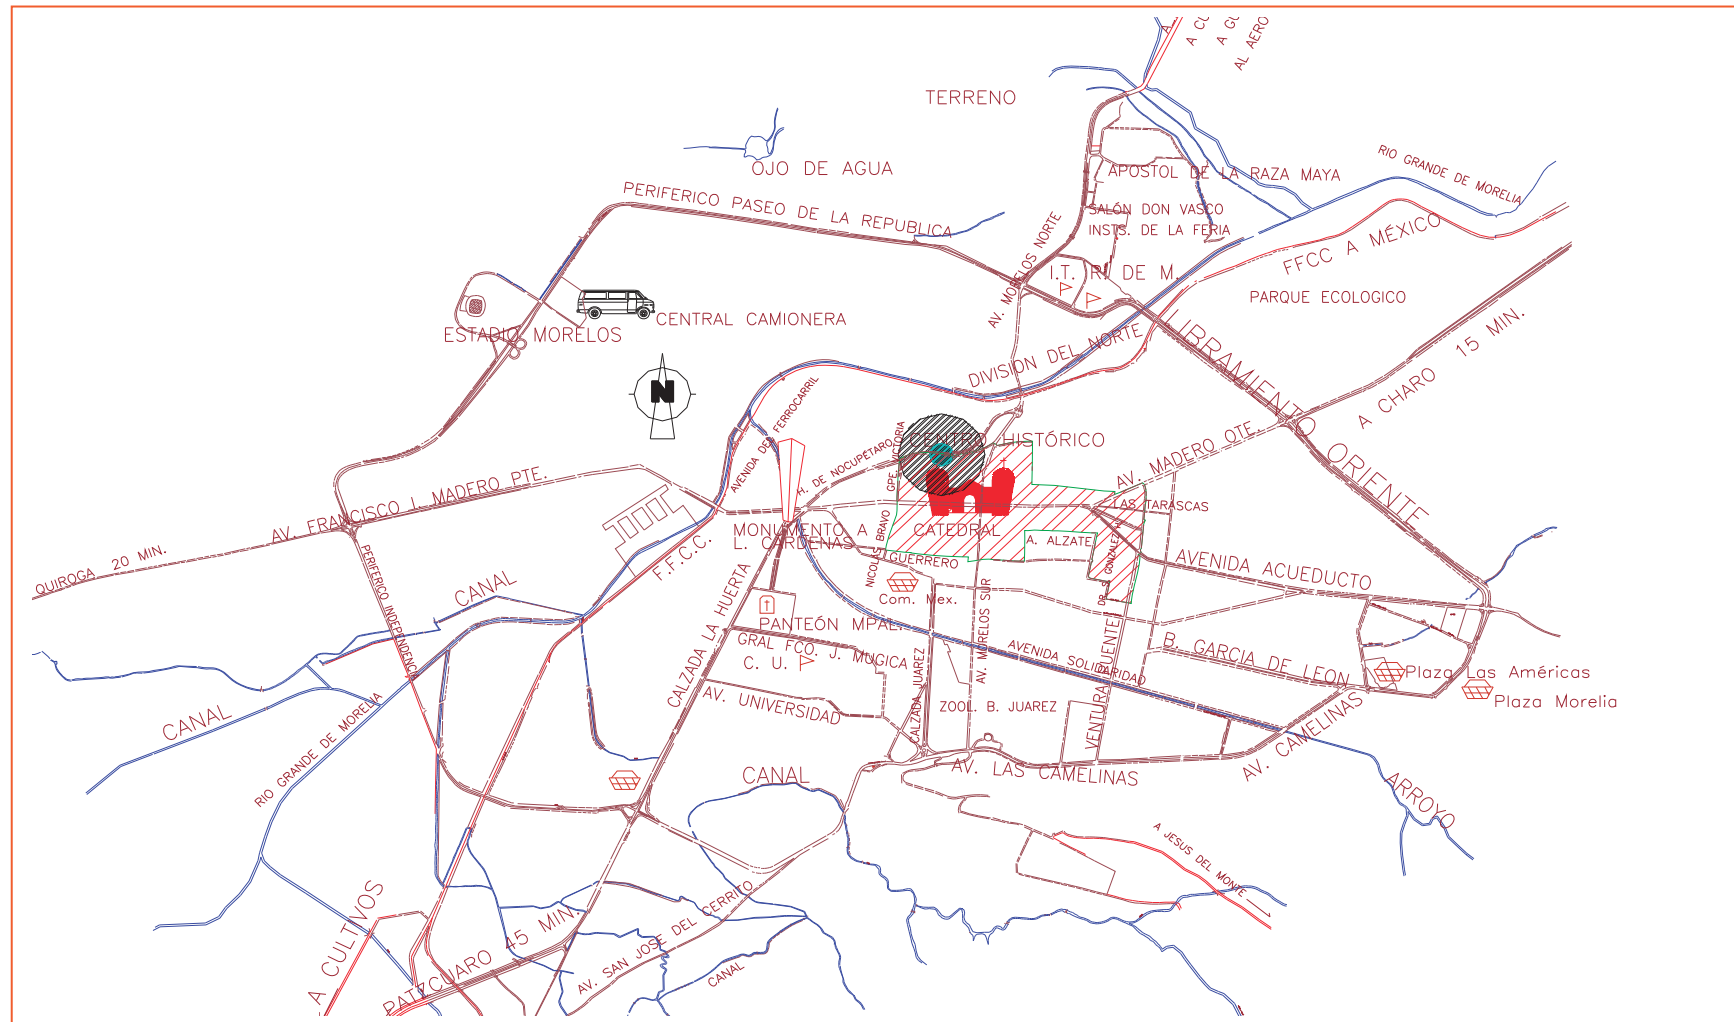 TERRENO
A CU
A GU
AL AERO
OJO DE AGUA
RIO GRANDE DE MORELIA
APOSTOL DE LA RAZA MAYA
PERIFERICO PASEO DE LA REPUBLICA
SALÓN DON VASCO
INSTS. DE LA FERIA
AV. MORELOS NORTE
FFCC A MÉXICO
I.T. R. DE M.
PARQUE ECOLOGICO
CENTRAL CAMIONERA
ESTADIO MORELOS
N
DIVISION DEL NORTE
LIBRAMIENTO ORIENTE
A CHARO 15 MIN.
AVENIDA DEL FERROCARRIL
GPE. VICTORIA
CENTRO HISTÓRICO
H. DE NOCUPÉTARO
AV. MADERO OTE.
AV. FRANCISCO I. MADERO PTE.
LAS TARASCAS
MONUMENTO A
L. CARDENAS
CATEDRAL
NICOLAS BRAVO
A. ALZATE
GUERRERO
DR. S. GONZALEZ H.
AVENIDA ACUEDUCTO
QUIROGA 20 MIN.
PERIFERICO INDEPENDENCIA
F.F.C.C.
CANAL
Com. Mex.
CALZADA LA HUERTA
PANTEÓN MPAL.
GRAL FCO. J. MUGICA
C. U.
AV. MORELOS SUR
AVENIDA SOLIDARIDAD
B. GARCIA DE LEON
VENTURA PUENTE
Plaza Las Américas
Plaza Morelia
AV. UNIVERSIDAD
CALZADA JUAREZ
ZOOL. B. JUAREZ
CANAL
RIO GRANDE DE MORELIA
AV. CAMELINAS
AV. LAS CAMELINAS
CANAL
ARROYO
A JESUS DEL MONTE
A CULTIVOS
PATZCUARO 45 MIN.
AV. SAN JOSE DEL CERRITO
CANAL